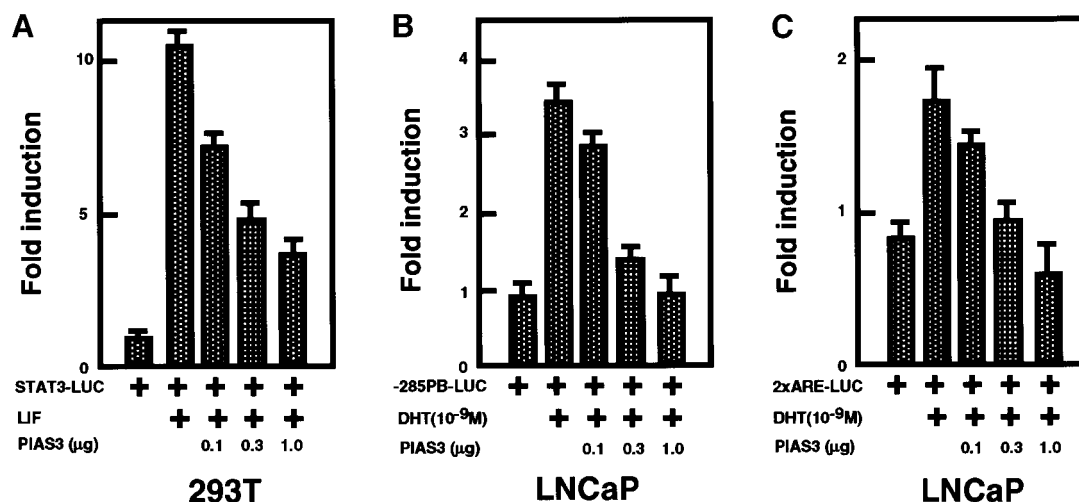 A
Fold induction
10
5
0
STAT3-LUC + + + + +
LIF + + + +
PIAS3 (µg) 0.1 0.3 1.0
293T
B
Fold induction
4
3
2
1
0
-285PB-LUC + + + + +
DHT(10⁻⁹M) + + + +
PIAS3 (µg) 0.1 0.3 1.0
LNCaP
C
Fold induction
2
1
0
2xARE-LUC + + + + +
DHT(10⁻⁹M) + + + +
PIAS3 (µg) 0.1 0.3 1.0
LNCaP